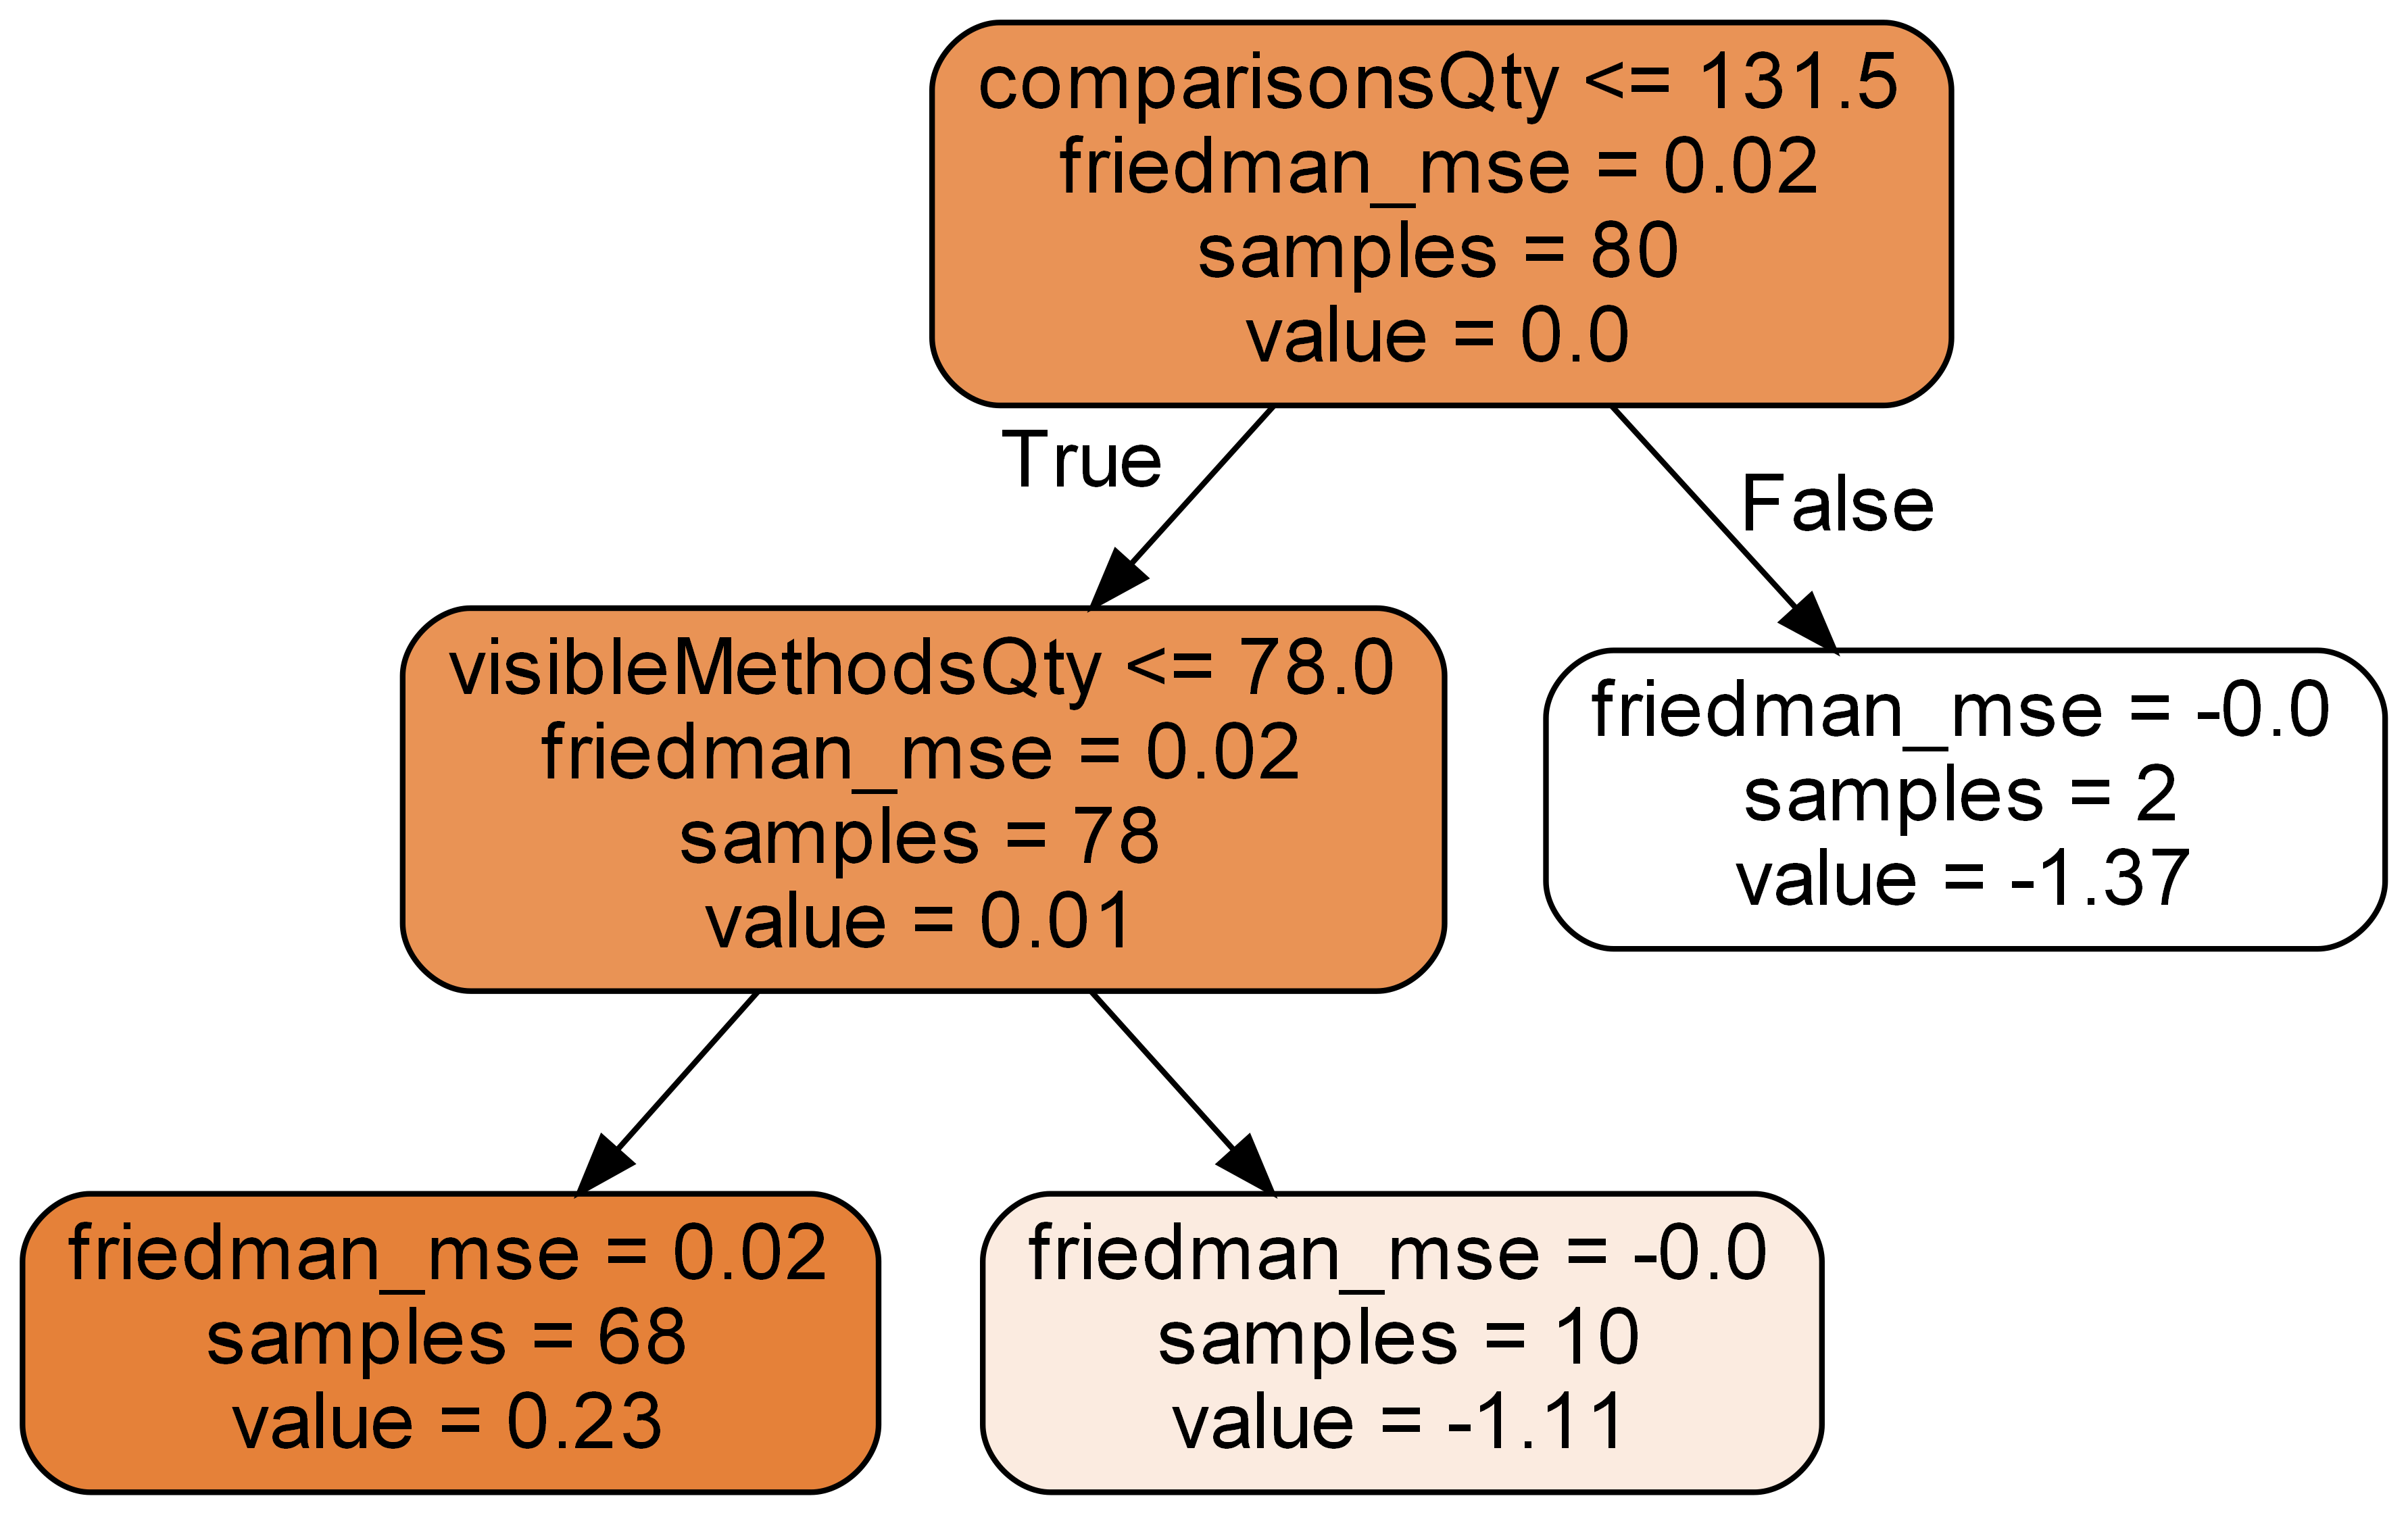 comparisonsQty <= 131.5
friedman_mse = 0.02
samples = 80
value = 0.0
True
False
visibleMethodsQty <= 78.0
friedman_mse = 0.02
samples = 78
value = 0.01
friedman_mse = -0.0
samples = 2
value = -1.37
friedman_mse = 0.02
samples = 68
value = 0.23
friedman_mse = -0.0
samples = 10
value = -1.11